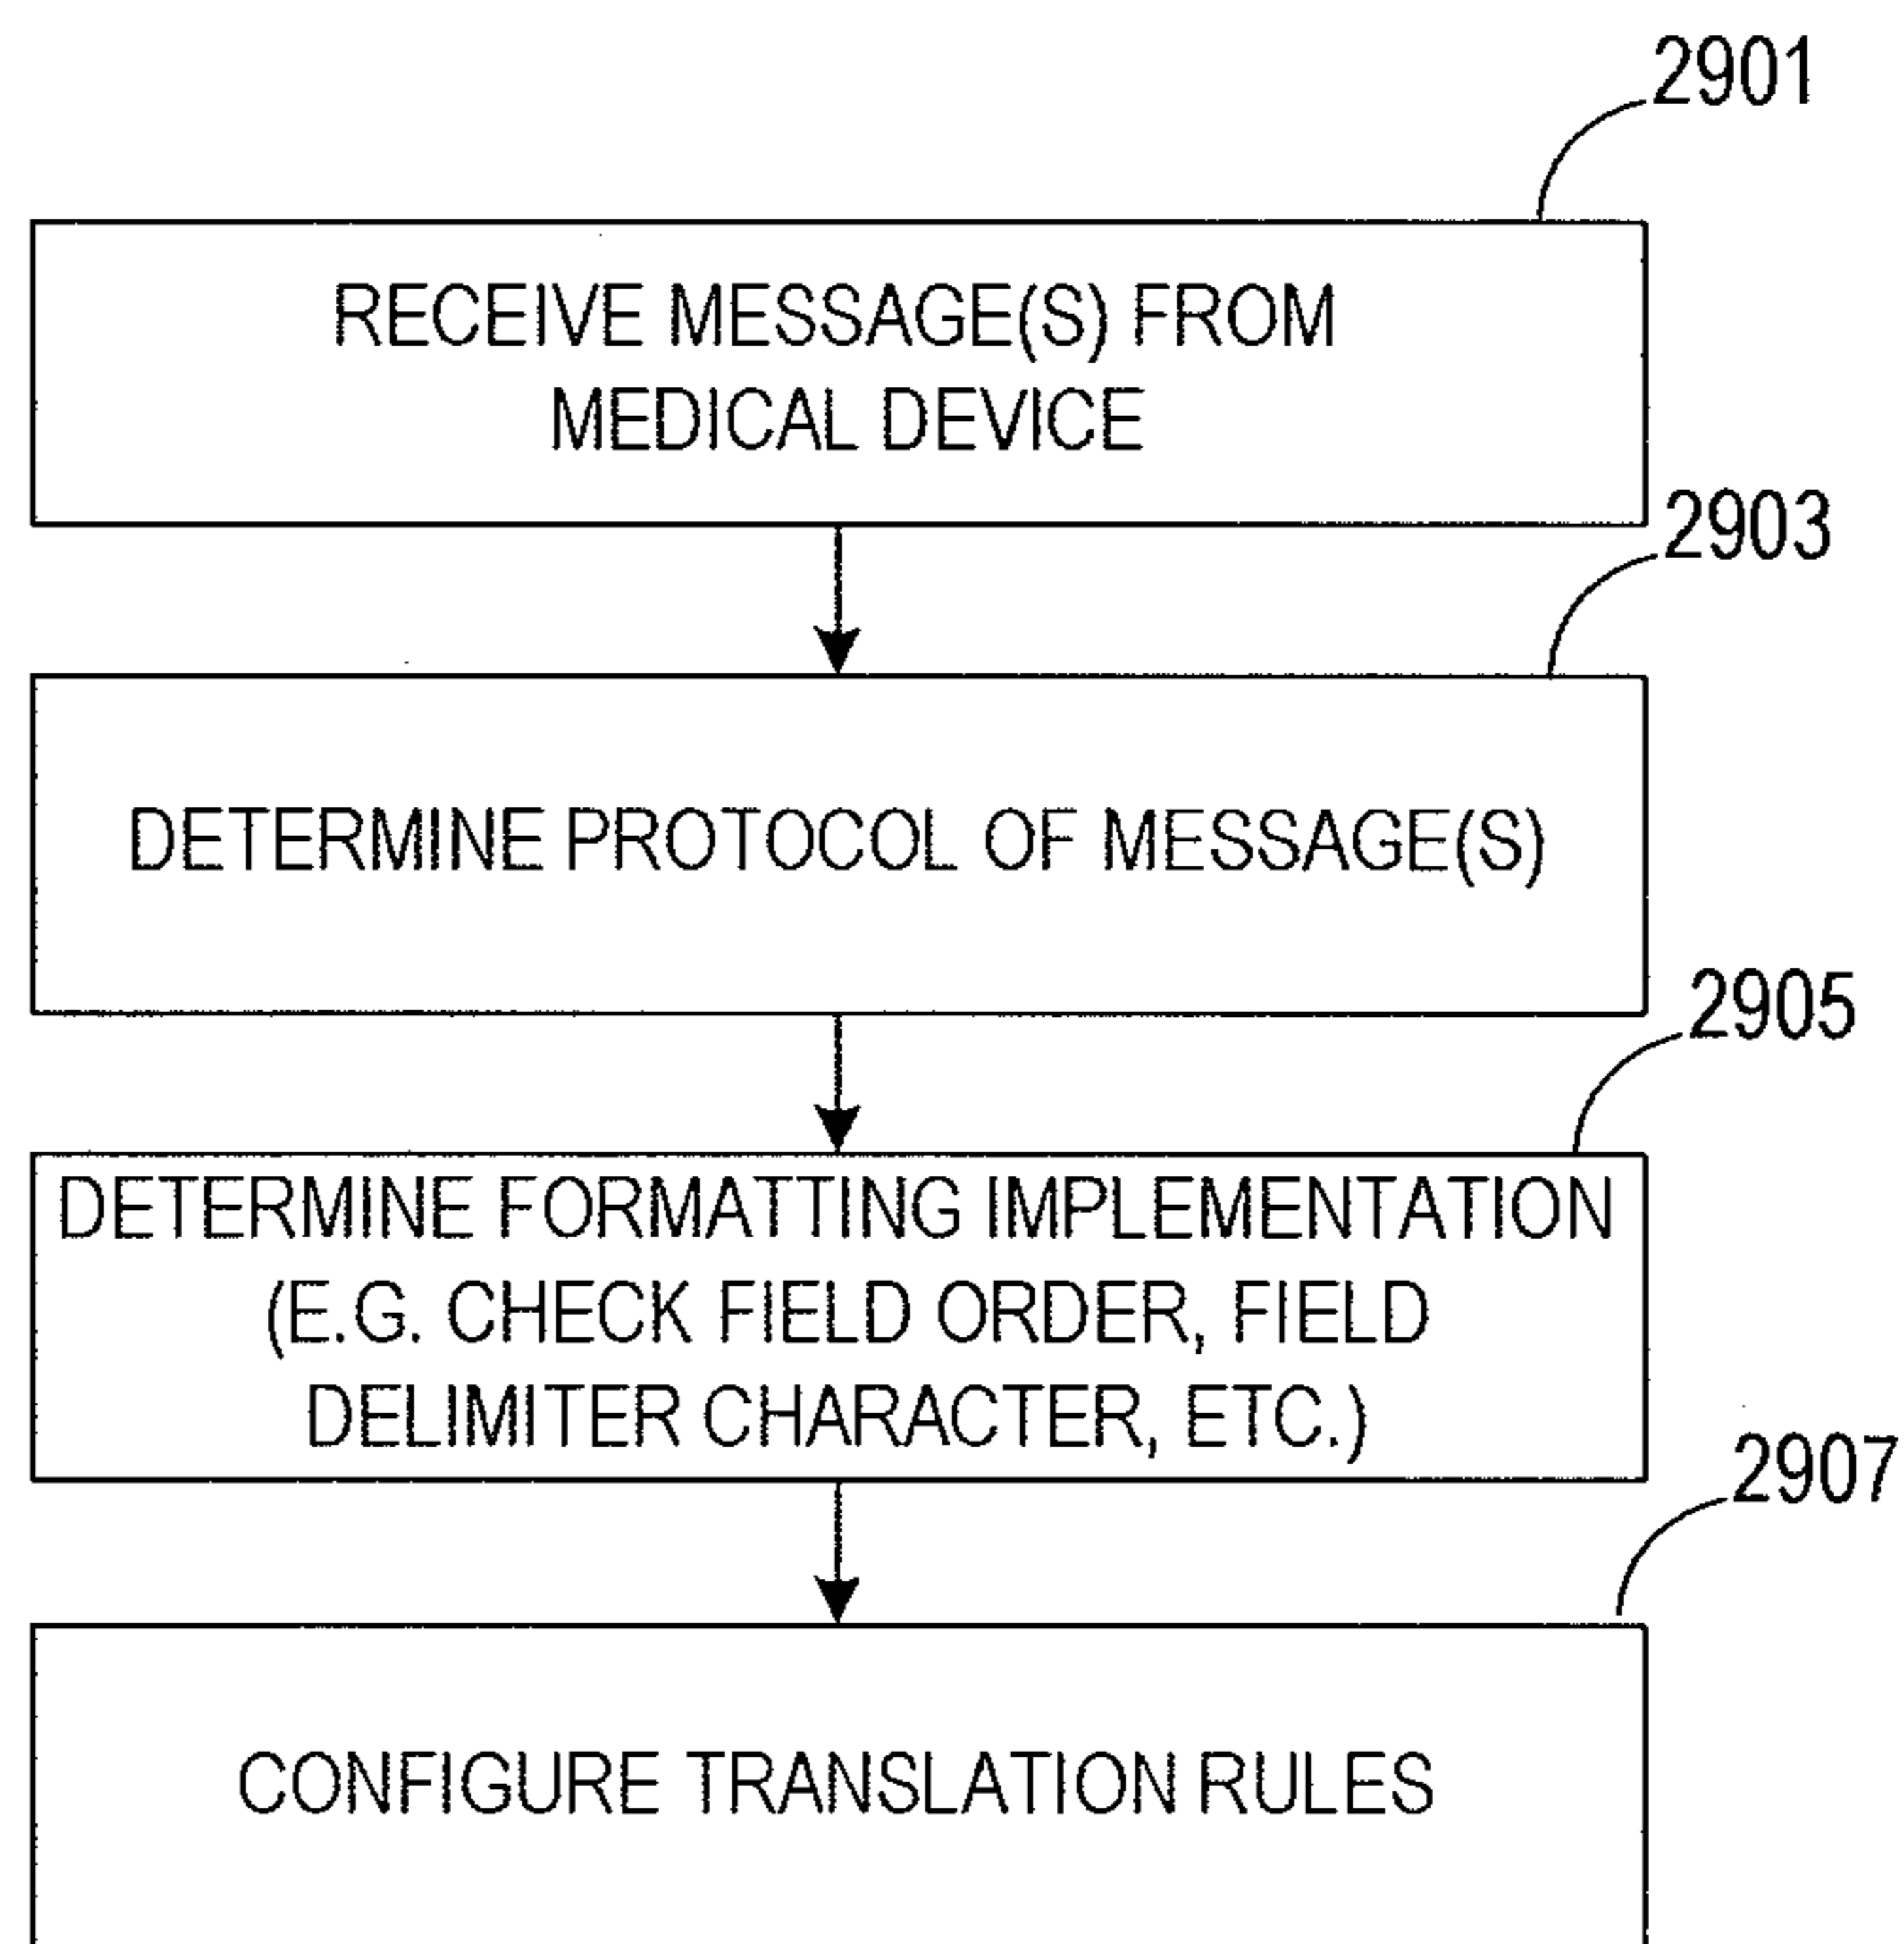 2901
RECEIVE MESSAGE(S) FROM
MEDICAL DEVICE
2903
DETERMINE PROTOCOL OF MESSAGE(S)
2905
DETERMINE FORMATTING IMPLEMENTATION
(E.G. CHECK FIELD ORDER, FIELD
DELIMITER CHARACTER, ETC.)
2907
CONFIGURE TRANSLATION RULES